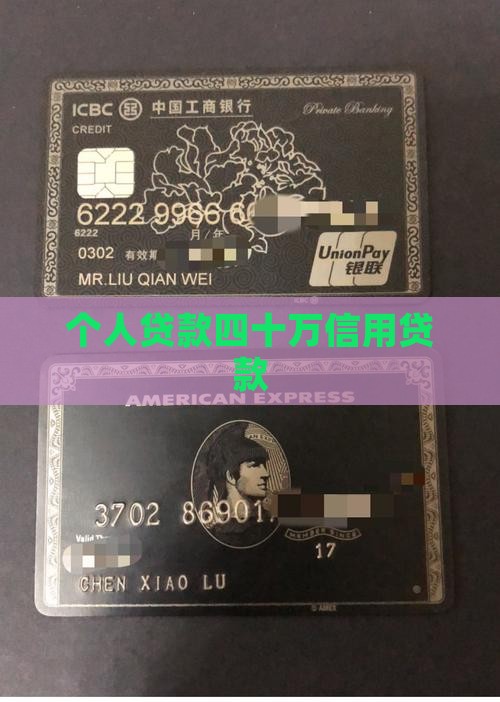 ICBC 中国工商银行 Private Banking
CREDIT
6222 9966 6
6222
月/年
0302 有效期
UnionPay
银联
MR.LIU QIAN WEI
个人贷款四十万信用贷
款
AMERICAN EXPRESS
3702 86901
MEMBER SINCE
Valid
17
CHEN XIAO LU
© AMEX